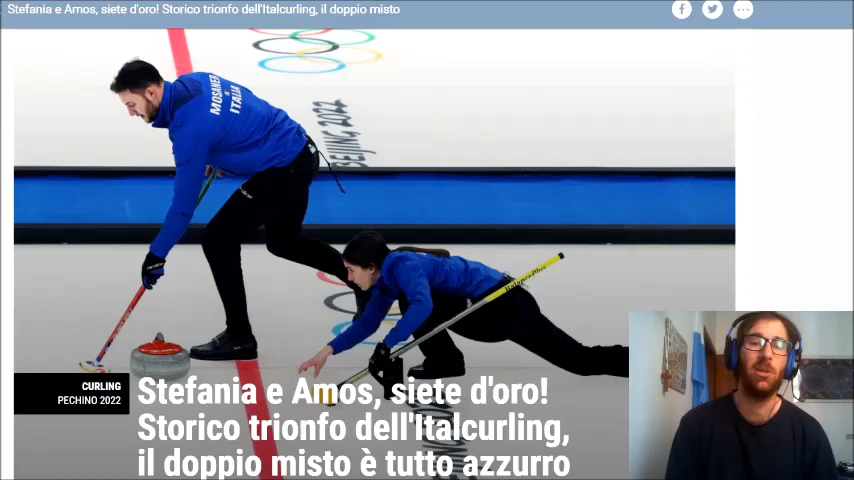 Stefania e Amos, siete d'oro! Storico trionfo dell'Italcurling, il doppio misto
MOSANER
ITALIA
BEIJING 2022
BalancePlus
CURLING
PECHINO 2022
Stefania e Amos, siete d'oro!
Storico trionfo dell'Italcurling,
il doppio misto è tutto azzurro